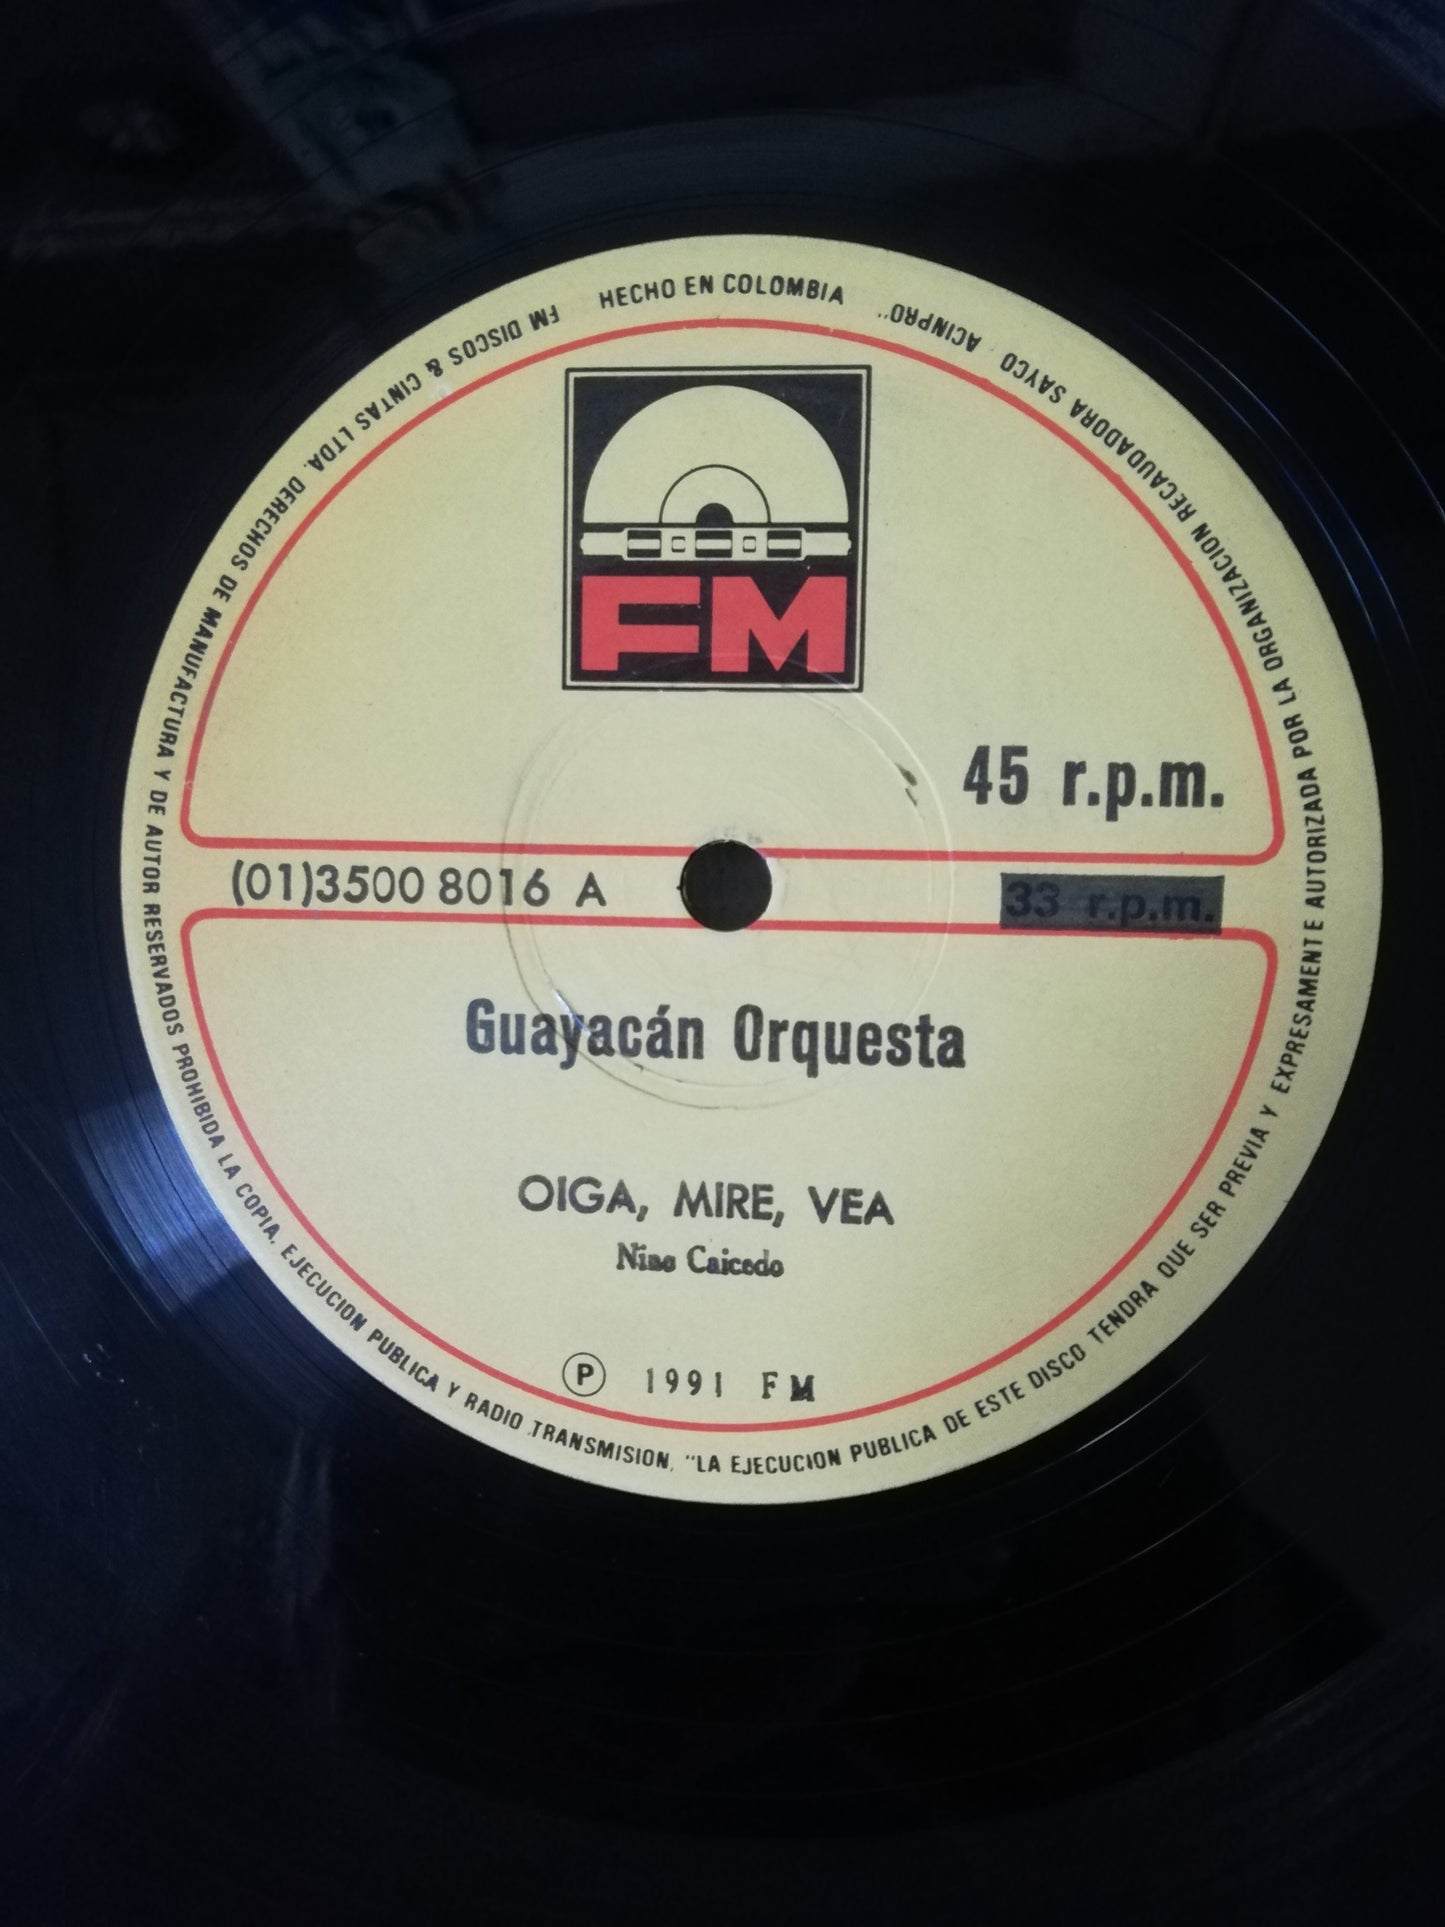 HECHO EN COLOMBIA
FM DISCOS & CINTAS LTDA. DERECHOS DE MANUFACTURA Y DE AUTOR RESERVADOS PROHIBIDA LA COPIA, EJECUCION PUBLICA Y RADIO TRANSMISION, "LA EJECUCION PUBLICA DE ESTE DISCO TENDRA QUE SER PREVIA Y EXPRESAMENTE AUTORIZADA POR LA ORGANIZACION RECAUDADORA SAYCO · ACINPRO".
FM
45 r.p.m.
(01)3500 8016 A
33 r.p.m.
Guayacán Orquesta
OIGA, MIRE, VEA
Nino Caicedo
Ⓟ 1991 FM